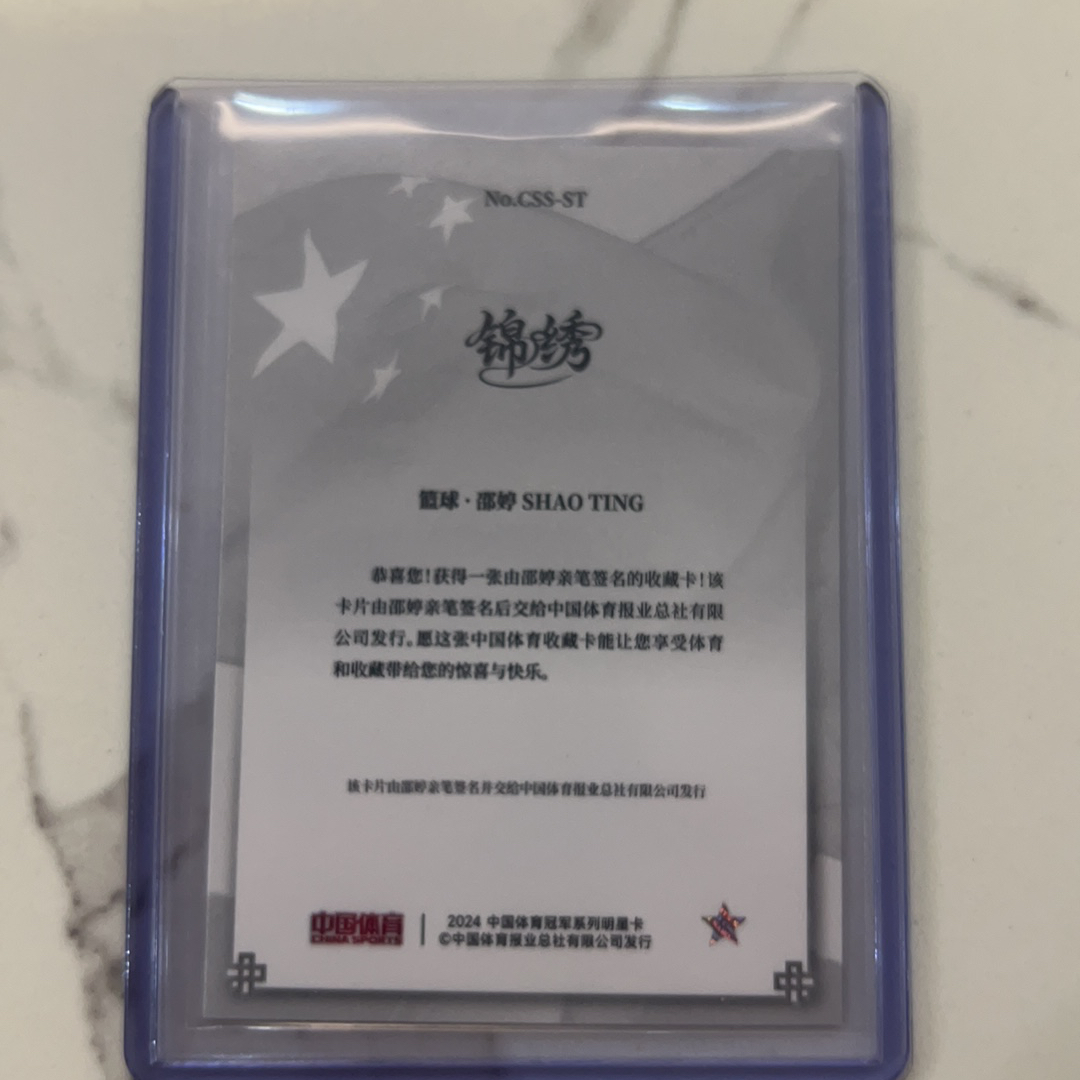 No.CSS-ST
锦绣
篮球·邵婷 SHAO TING
恭喜您!获得一张由邵婷亲笔签名的收藏卡!该
卡片由邵婷亲笔签名后交给中国体育报业总社有限
公司发行。愿这张中国体育收藏卡能让您享受体育
和收藏带给您的惊喜与快乐。
该卡片由邵婷亲笔签名并交给中国体育报业总社有限公司发行
中国体育
CHINA SPORTS
2024 中国体育冠军系列明星卡
©中国体育报业总社有限公司发行